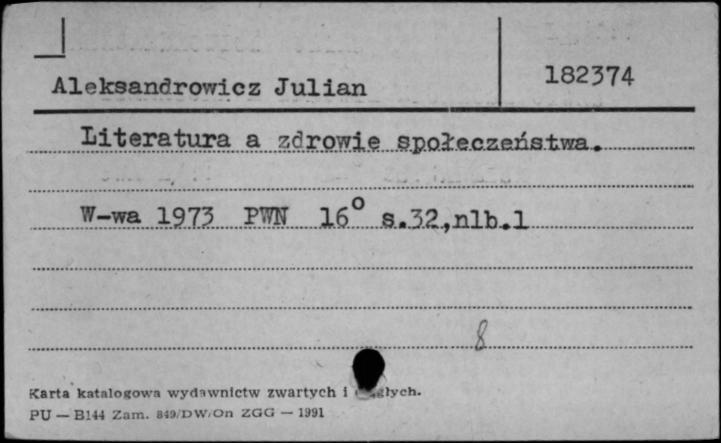 Aleksandrowicz Julian
182374
Literatura a zdrowie społeczeństwa.
W-wa 1973 PWN 16° s.32,nlb.1
8
Karta katalogowa wydawnictw zwartych i
PU — B144 Zam. 849/DW/On ZGG — 1991